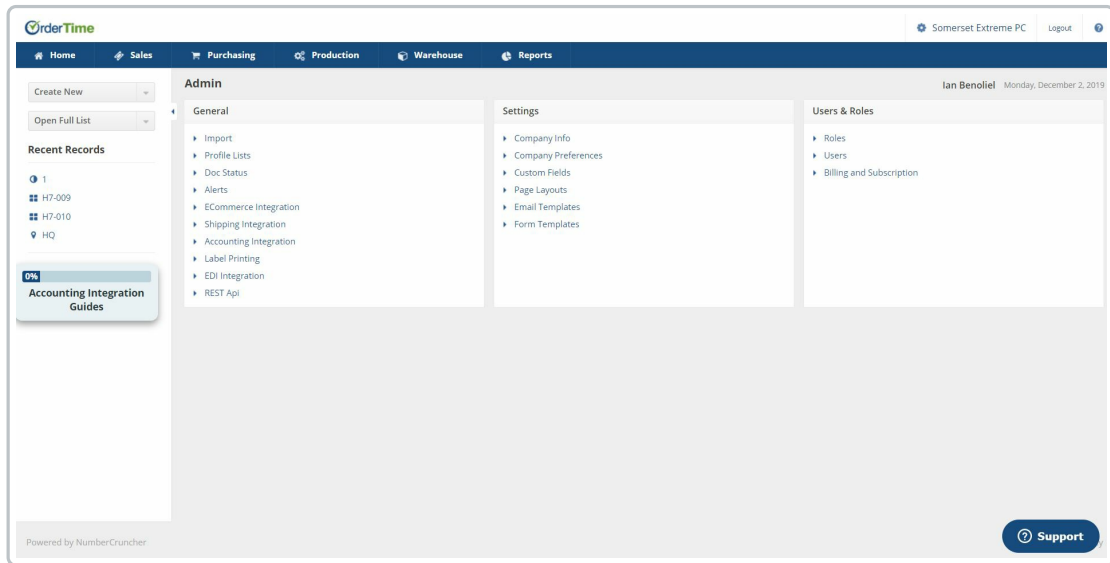 OrderTime
Somerset Extreme PC Logout
Home Sales Purchasing Production Warehouse Reports
Create New
Open Full List
Recent Records
1
H7-009
H7-010
HQ
0%
Accounting Integration
Guides
Admin
Ian Benoliel Monday, December 2, 2019
General
Import
Profile Lists
Doc Status
Alerts
ECommerce Integration
Shipping Integration
Accounting Integration
Label Printing
EDI Integration
REST Api
Settings
Company Info
Company Preferences
Custom Fields
Page Layouts
Email Templates
Form Templates
Users & Roles
Roles
Users
Billing and Subscription
Powered by NumberCruncher
Support